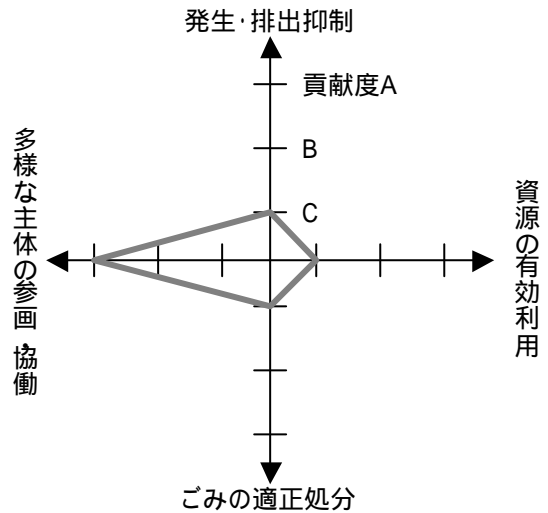 発生・排出抑制
貢献度A
B
C
多様な主体の参画・協働
資源の有効利用
ごみの適正処分